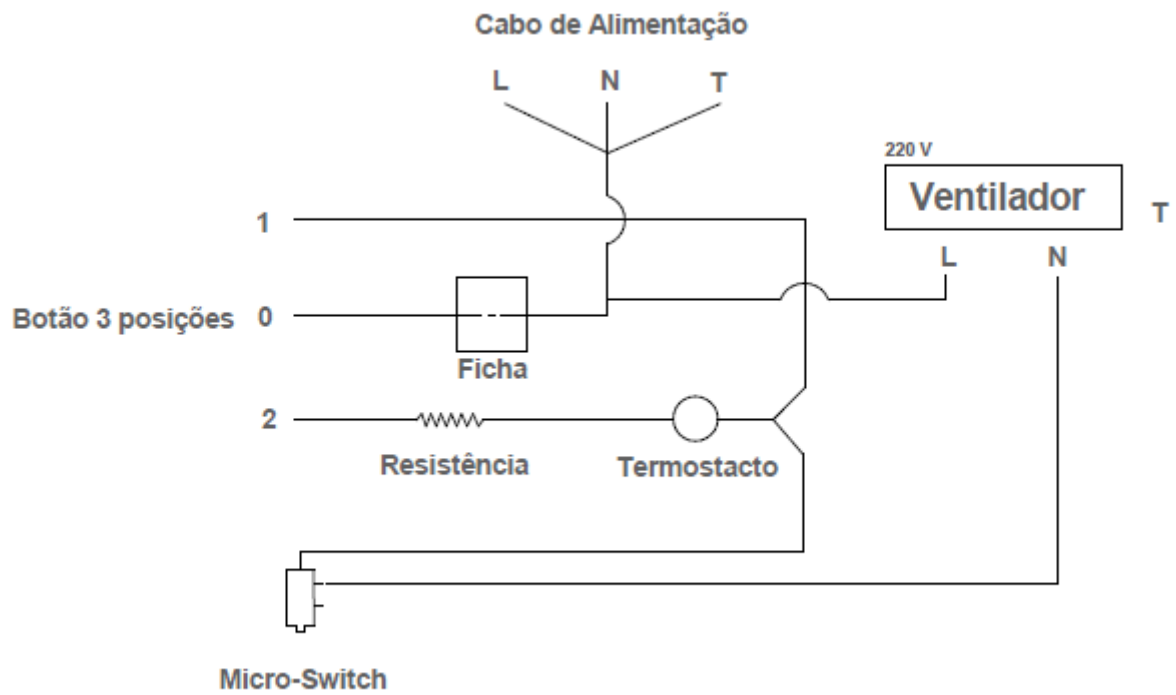 Cabo de Alimentação
L N T
220 V
Ventilador
T
1
L N
Botão 3 posições 0
Ficha
2
Resistência Termostacto
Micro-Switch